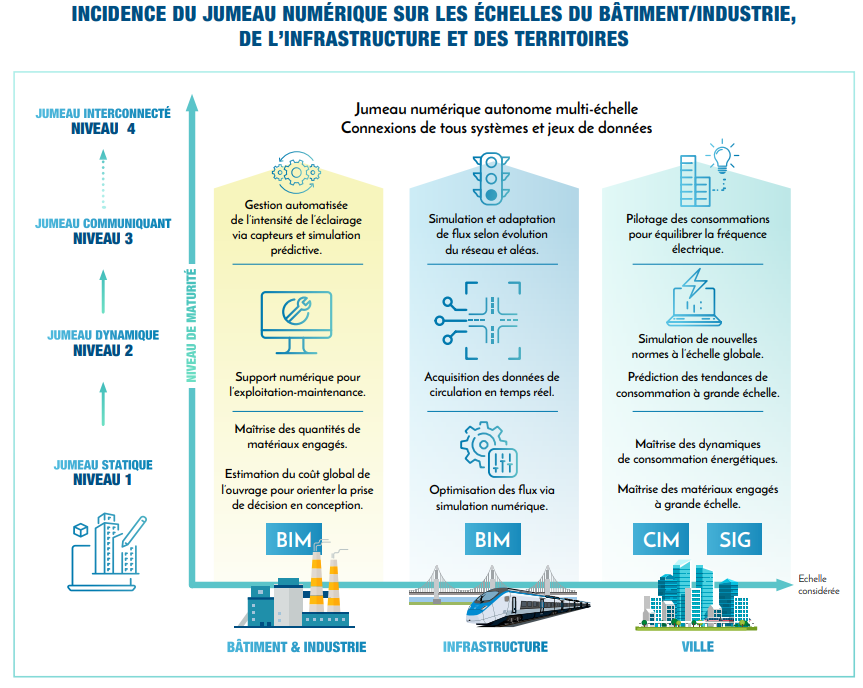 INCIDENCE DU JUMEAU NUMÉRIQUE SUR LES ÉCHELLES DU BÂTIMENT/INDUSTRIE,
DE L'INFRASTRUCTURE ET DES TERRITOIRES
JUMEAU INTERCONNECTÉ
NIVEAU 4
JUMEAU COMMUNIQUANT
NIVEAU 3
JUMEAU DYNAMIQUE
NIVEAU 2
JUMEAU STATIQUE
NIVEAU 1
NIVEAU DE MATURITÉ
Jumeau numérique autonome multi-échelle
Connexions de tous systèmes et jeux de données
Gestion automatisée
de l'intensité de l'éclairage
via capteurs et simulation
prédictive.
Support numérique pour
l'exploitation-maintenance.
Maîtrise des quantités de
matériaux engagés.
Estimation du coût global de
l'ouvrage pour orienter la prise
de décision en conception.
BIM
BÂTIMENT & INDUSTRIE
Simulation et adaptation
de flux selon évolution
du réseau et aléas.
Acquisition des données de
circulation en temps réel.
Optimisation des flux via
simulation numérique.
BIM
INFRASTRUCTURE
Pilotage des consommations
pour équilibrer la fréquence
électrique.
Simulation de nouvelles
normes à l'échelle globale.
Prédiction des tendances de
consommation à grande échelle.
Maîtrise des dynamiques
de consommation énergétiques.
Maîtrise des matériaux engagés
à grande échelle.
CIM
SIG
VILLE
Echelle
considérée